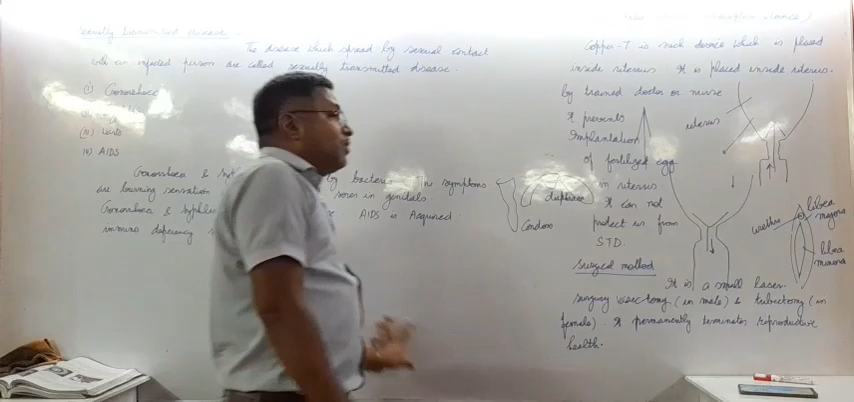 Sexually transmitted disease.
The disease which spread by sexual contact
with an infected person are called sexually transmitted disease.
(i) Gonorrhoea
(iii) Warts
iv) AIDS
Gonorrhoea & by bacteria. The symptoms
are burning sensation sores in genitals
Gonorrhoea & syphilis AIDS is Acquired
immuno deficiency
Copper-T is such device which is placed
inside uterus It is placed inside uterus.
by trained doctor or nurse
It prevents
Implantation
of fertilized egg
in uterus
It can not
protect us from
STD.
uterus
Condom
urethra
libea
majora
libea
minora
Surgical method
It is a small laser.
surgery vasectomy (in male) & tubectomy (in
female). It permanently terminates reproductive
health.